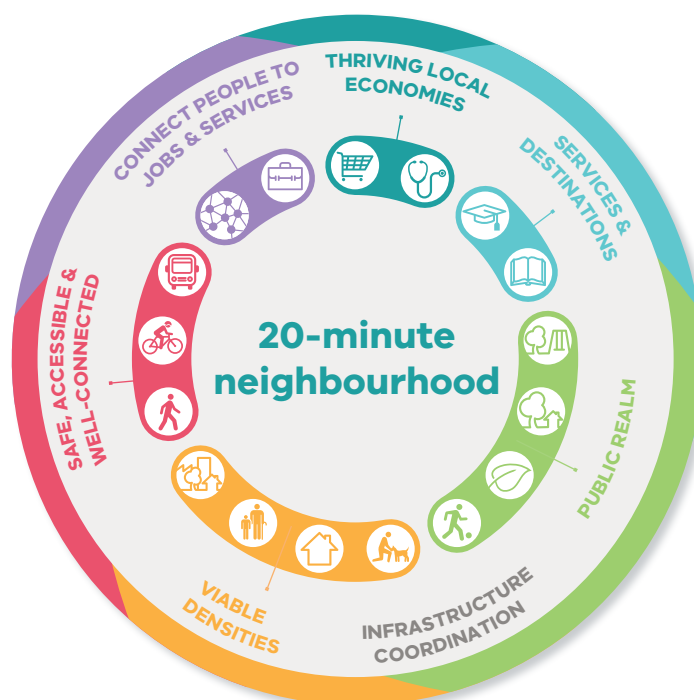 THRIVING LOCAL
ECONOMIES
SERVICES &
DESTINATIONS
PUBLIC REALM
INFRASTRUCTURE
COORDINATION
VIABLE
DENSITIES
SAFE, ACCESSIBLE &
WELL-CONNECTED
CONNECT PEOPLE TO
JOBS & SERVICES
20-minute
neighbourhood